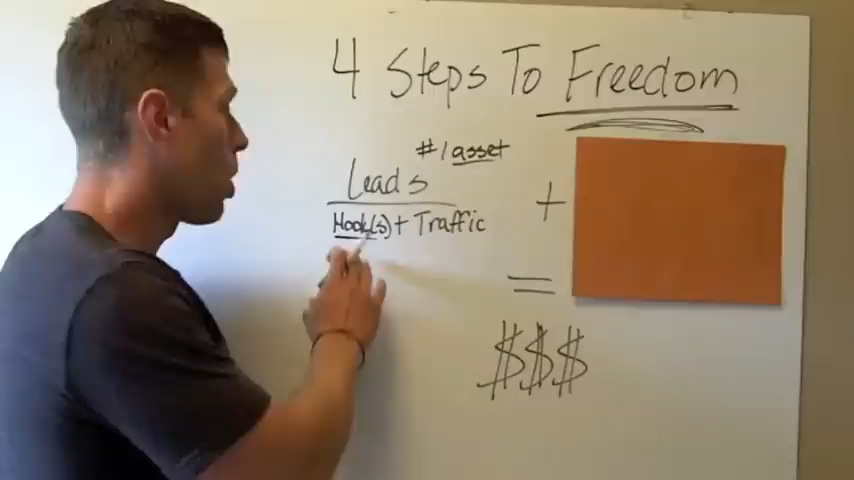 4 Steps To Freedom
#1 asset
Leads
Hook(s) + Traffic
+
=
$$$